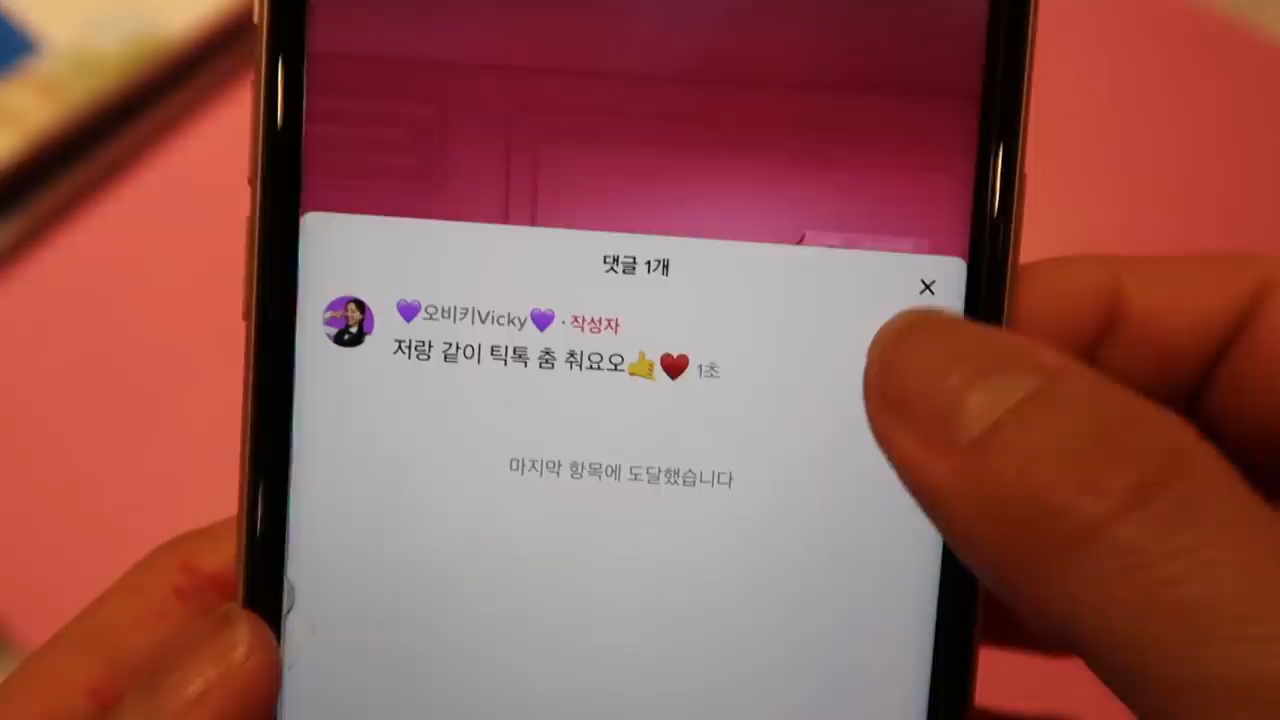 댓글 1개
💜오비키Vicky💜 · 작성자
저랑 같이 틱톡 춤 춰요오🤙♥️ 1초
마지막 항목에 도달했습니다